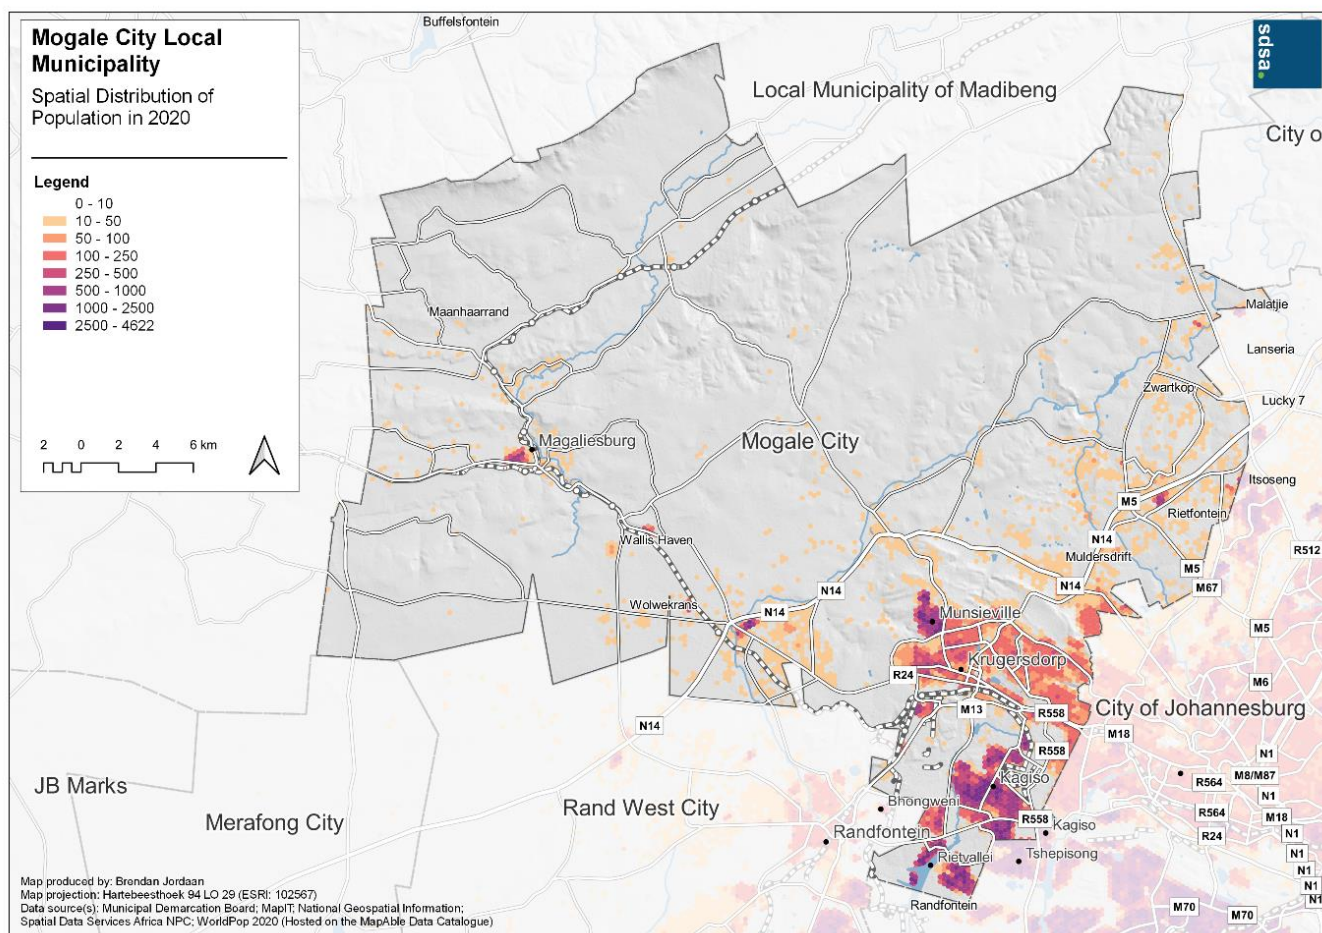 Mogale City Local
Municipality
Spatial Distribution of
Population in 2020
Legend
0 - 10
10 - 50
50 - 100
100 - 250
250 - 500
500 - 1000
1000 - 2500
2500 - 4622
2 0 2 4 6 km
Buffelsfontein
Local Municipality of Madibeng
sdsa
City o
Malatjie
Maanhaarrand
Lanseria
Zwartkop
Lucky 7
Magaliesburg
Mogale City
Itsoseng
M5
Rietfontein
Wallis Haven
N14
R512
Muldersdrift
M5
N14
M67
N14
Wolwekrans
N14
Munsieville
M5
Krugersdorp
R24
M6
M13
R558
City of Johannesburg
N14
M18
R558
N1
Kagiso
R564
M8/M87
JB Marks
N1
Rand West City
Bhongweni
R564
Merafong City
R558
Kagiso
M18
Randfontein
R24
N1
N1
Rietvallei
Tshepisong
N1
N1
Randfontein
M70
M70
N1
Map produced by: Brendan Jordaan
Map projection: Hartebeesthoek 94 LO 29 (ESRI: 102567)
Data source(s): Municipal Demarcation Board; MapIT; National Geospatial Information;
Spatial Data Services Africa NPC; WorldPop 2020 (Hosted on the MapAble Data Catalogue)